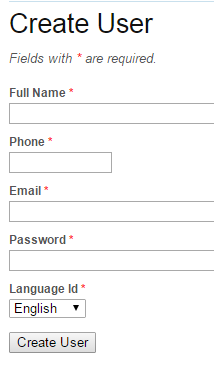 Create User
Fields with * are required.
Full Name *
Phone *
Email *
Password *
Language Id *
English
Create User